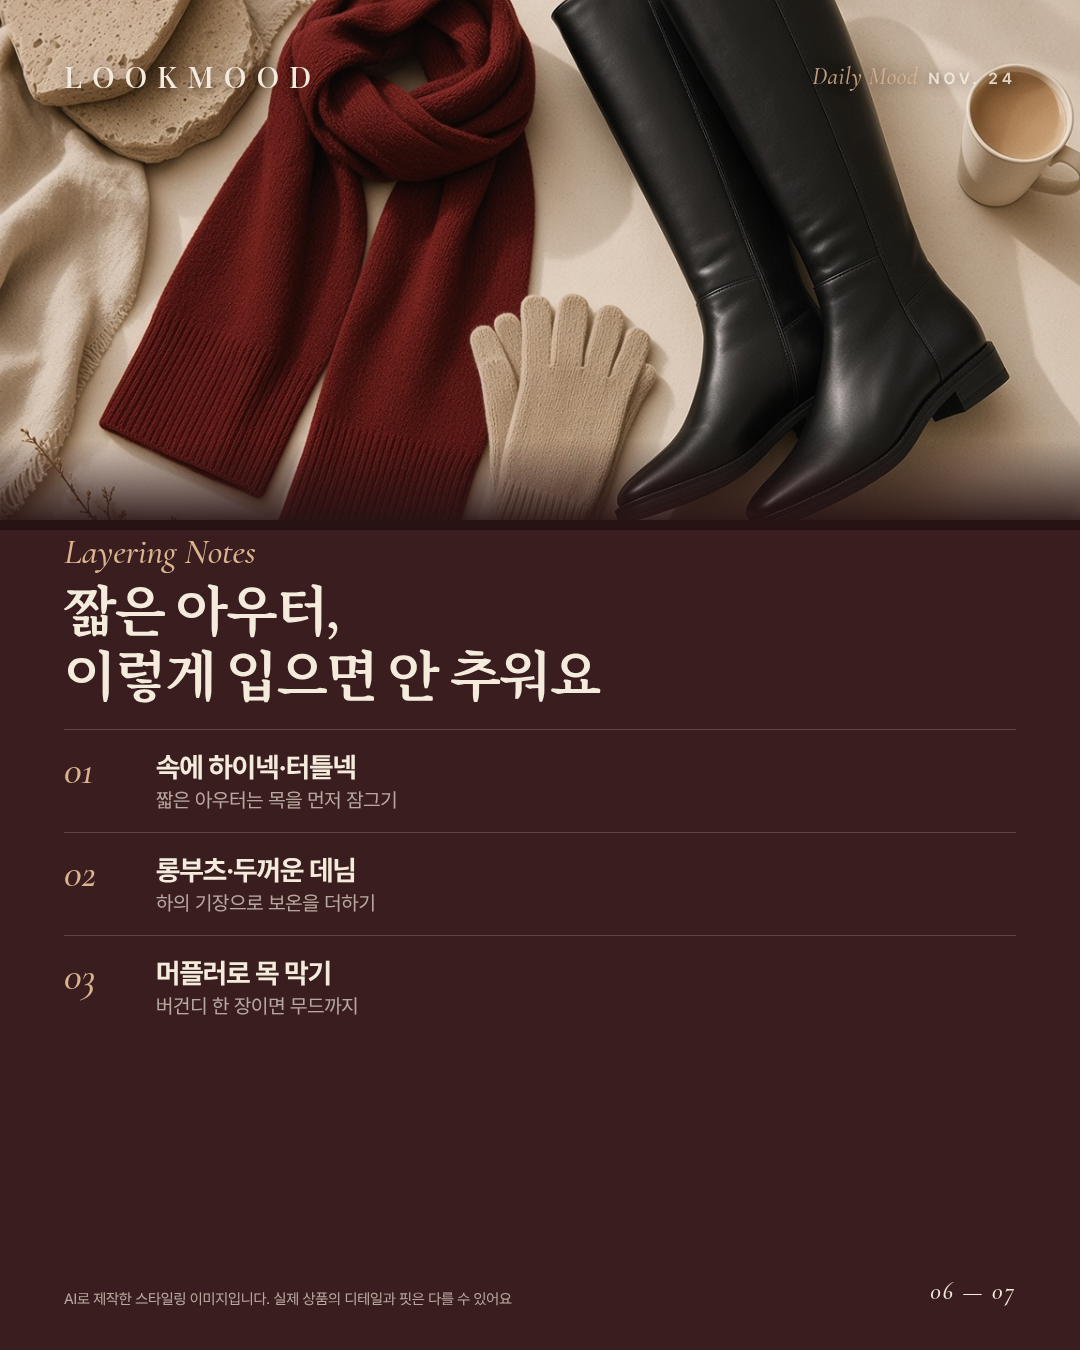 LOOKMOOD
Daily Mood NOV. 24
Layering Notes
짧은 아우터,
이렇게 입으면 안 추워요
01
속에 하이넥·터틀넥
짧은 아우터는 목을 먼저 잠그기
02
롱부츠·두꺼운 데님
하의 기장으로 보온을 더하기
03
머플러로 목 막기
버건디 한 장이면 무드까지
AI로 제작한 스타일링 이미지입니다. 실제 상품의 디테일과 핏은 다를 수 있어요
06 — 07